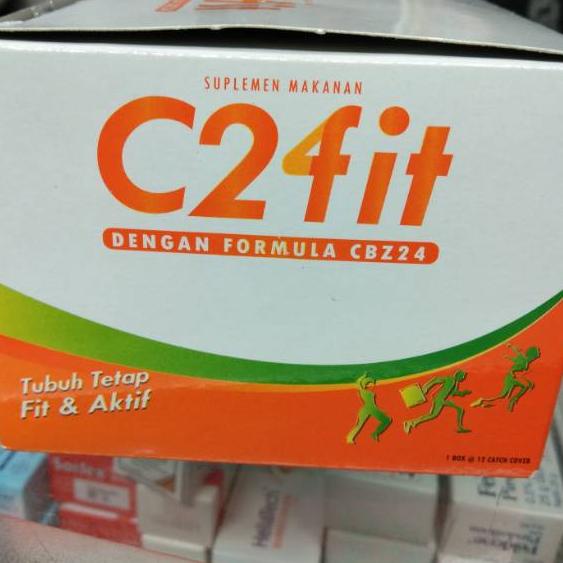 SUPLEMEN MAKANAN
C24fit
DENGAN FORMULA CBZ24
Tubuh Tetap
Fit & Aktif
1 BOX @ 12 CATCH COVER